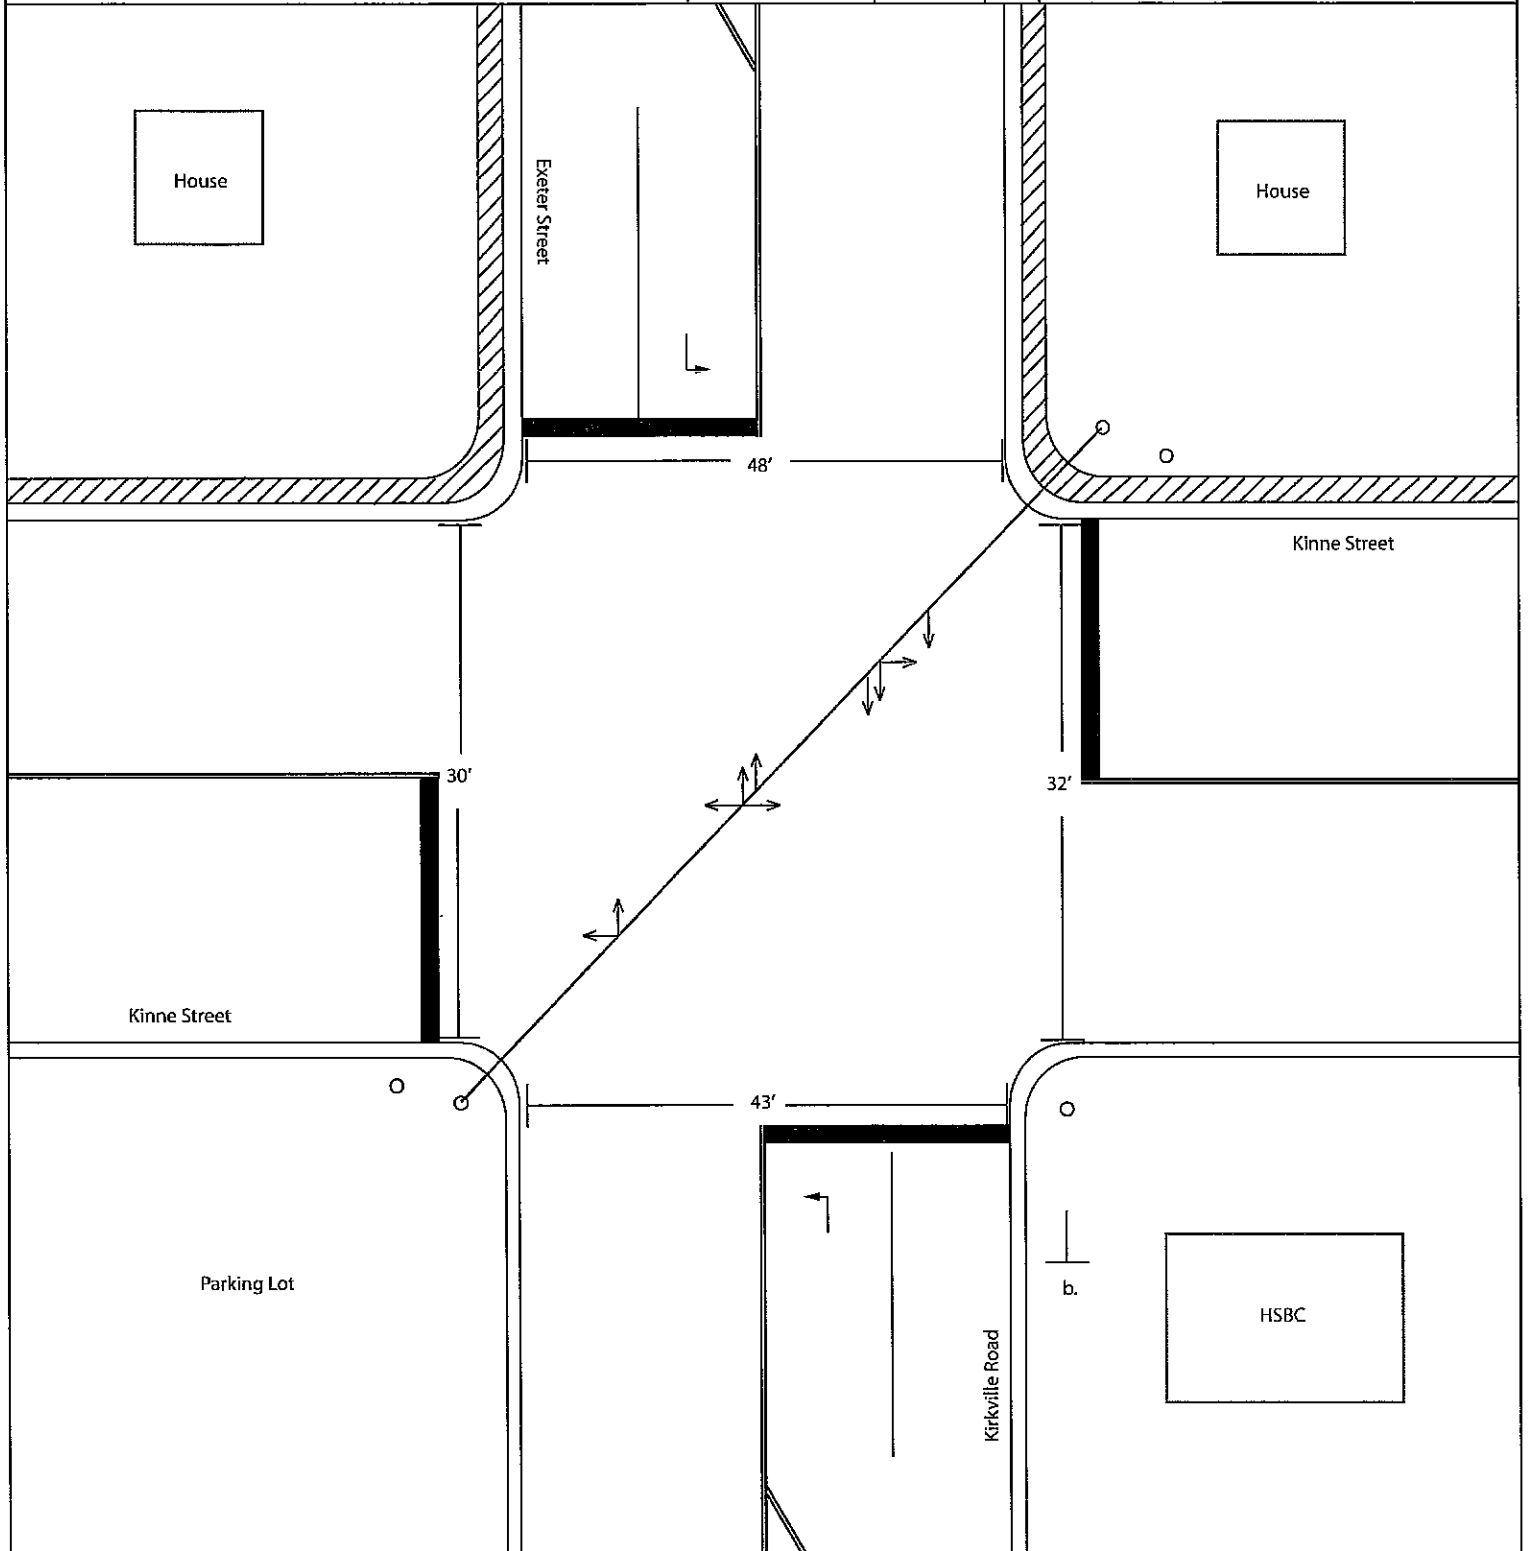 House
Exeter Street
House
48'
Kinne Street
30'
32'
Kinne Street
43'
Parking Lot
b.
HSBC
Kirkville Road